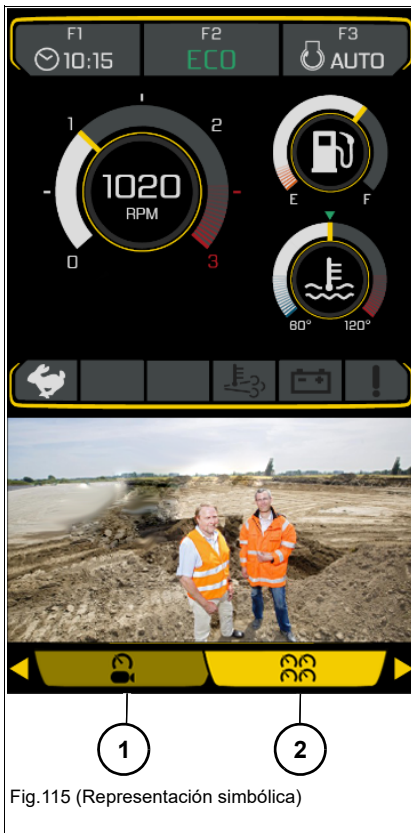 F1 F2 F3
10:15 ECO AUTO
1 2
1020
RPM
0 3
E F
80° 120°
1 2
Fig.115 (Representación simbólica)